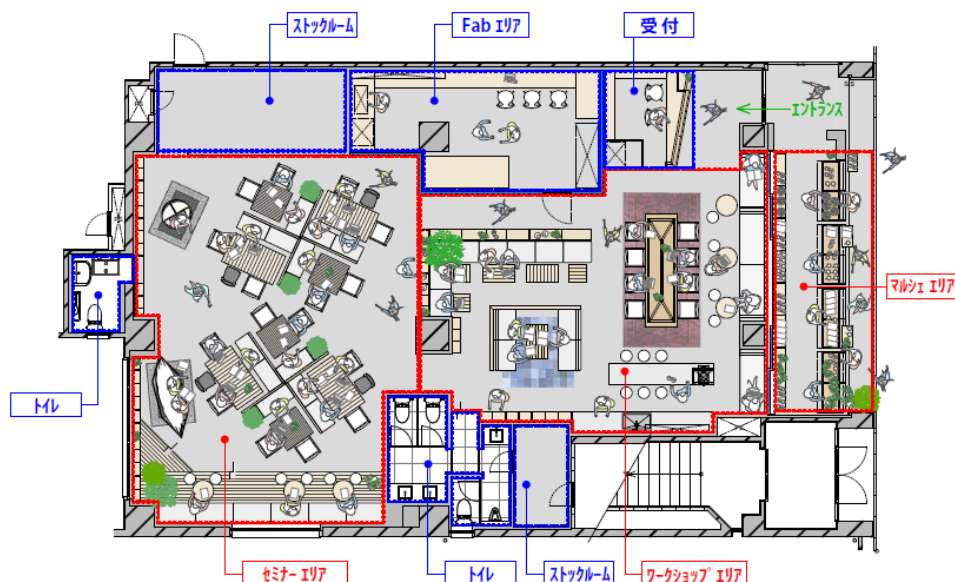 ストックルーム
Fab エリア
受付
エントランス
マルシェ エリア
トイレ
セミナー エリア
トイレ
ストックルーム
ワークショップ エリア